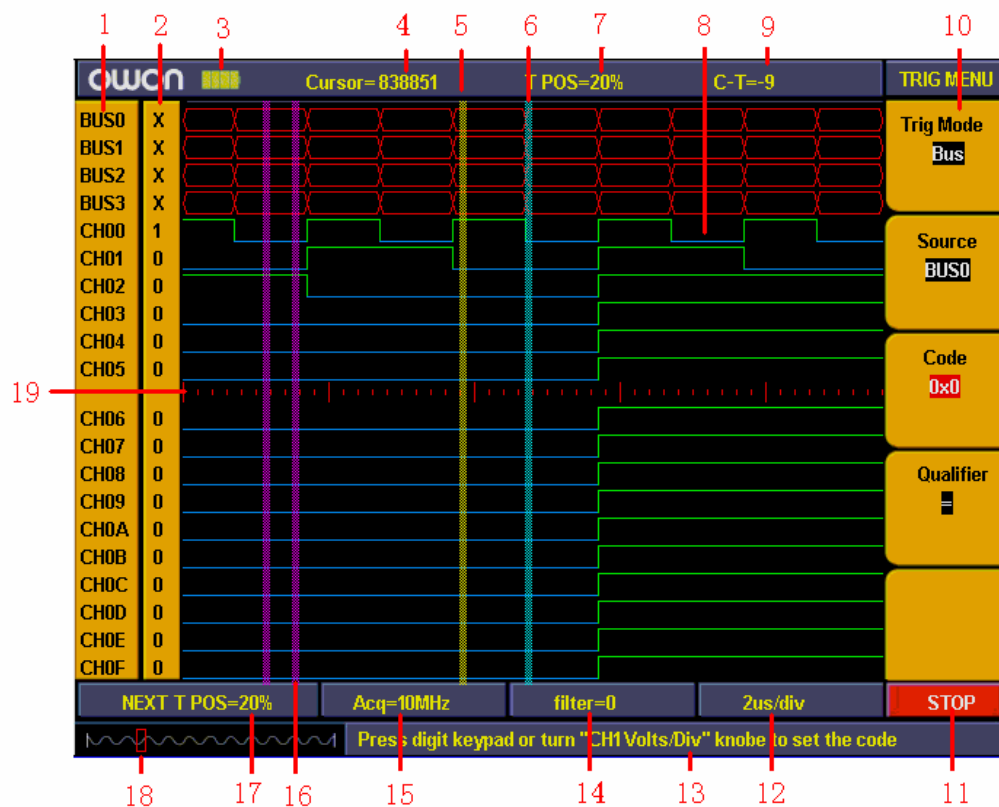 1 2 3 4 5 6 7 8 9 10
owon Cursor=838851 T POS=20% C-T=-9 TRIG MENU
BUS0 X
BUS1 X
BUS2 X
BUS3 X
CH00 1
CH01 0
CH02 0
CH03 0
CH04 0
CH05 0
19
CH06 0
CH07 0
CH08 0
CH09 0
CH0A 0
CH0B 0
CH0C 0
CH0D 0
CH0E 0
CH0F 0
Trig Mode
Bus
Source
BUS0
Code
0x0
Qualifier
=
NEXT T POS=20% Acq=10MHz filter=0 2us/div STOP
Press digit keypad or turn "CH1 Volts/Div" knobe to set the code
18 17 16 15 14 13 12 11